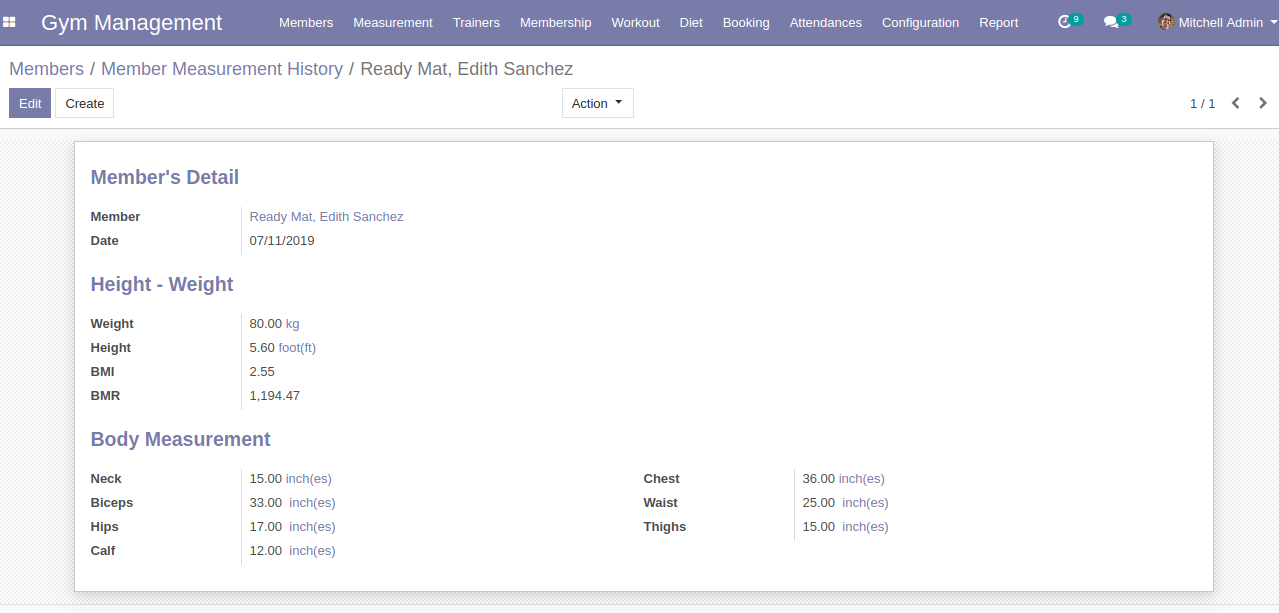 Gym Management Members Measurement Trainers Membership Workout Diet Booking Attendances Configuration Report 9 3 Mitchell Admin
Members / Member Measurement History / Ready Mat, Edith Sanchez
Edit Create Action 1 / 1
Member's Detail
Member Ready Mat, Edith Sanchez
Date 07/11/2019
Height - Weight
Weight 80.00 kg
Height 5.60 foot(ft)
BMI 2.55
BMR 1,194.47
Body Measurement
Neck 15.00 inch(es) Chest 36.00 inch(es)
Biceps 33.00 inch(es) Waist 25.00 inch(es)
Hips 17.00 inch(es) Thighs 15.00 inch(es)
Calf 12.00 inch(es)